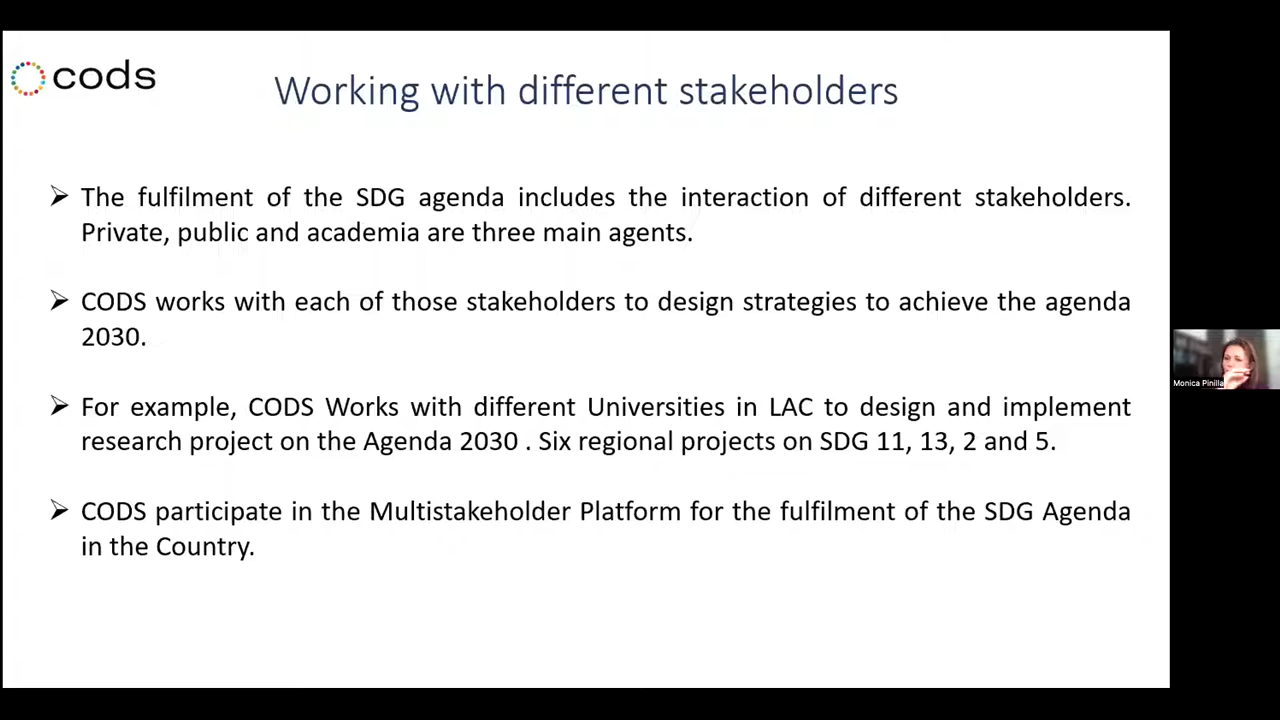 cods
Working with different stakeholders
The fulfilment of the SDG agenda includes the interaction of different stakeholders.
Private, public and academia are three main agents.
CODS works with each of those stakeholders to design strategies to achieve the agenda
2030.
For example, CODS Works with different Universities in LAC to design and implement
research project on the Agenda 2030 . Six regional projects on SDG 11, 13, 2 and 5.
CODS participate in the Multistakeholder Platform for the fulfilment of the SDG Agenda
in the Country.
Monica Pinilla